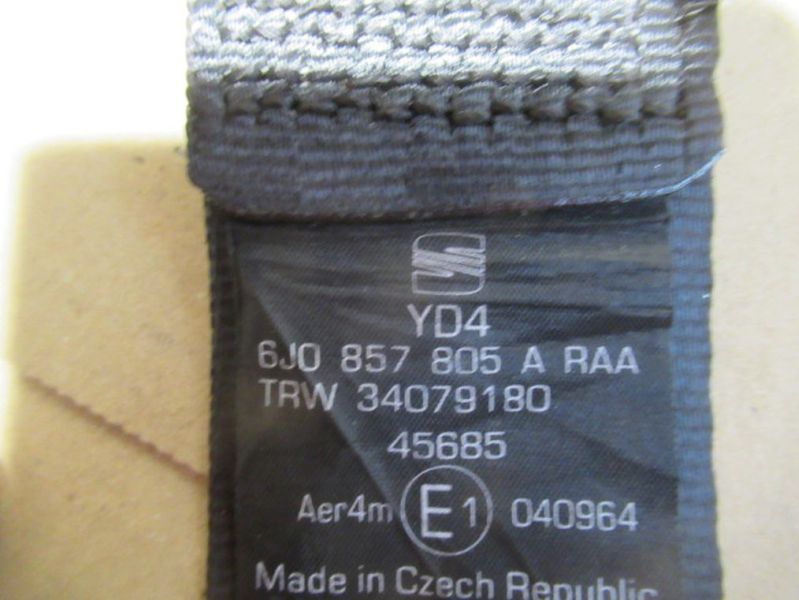 YD4
6J0 857 805 A RAA
TRW 34079180
45685
Aer4m E1 040964
Made in Czech Republic